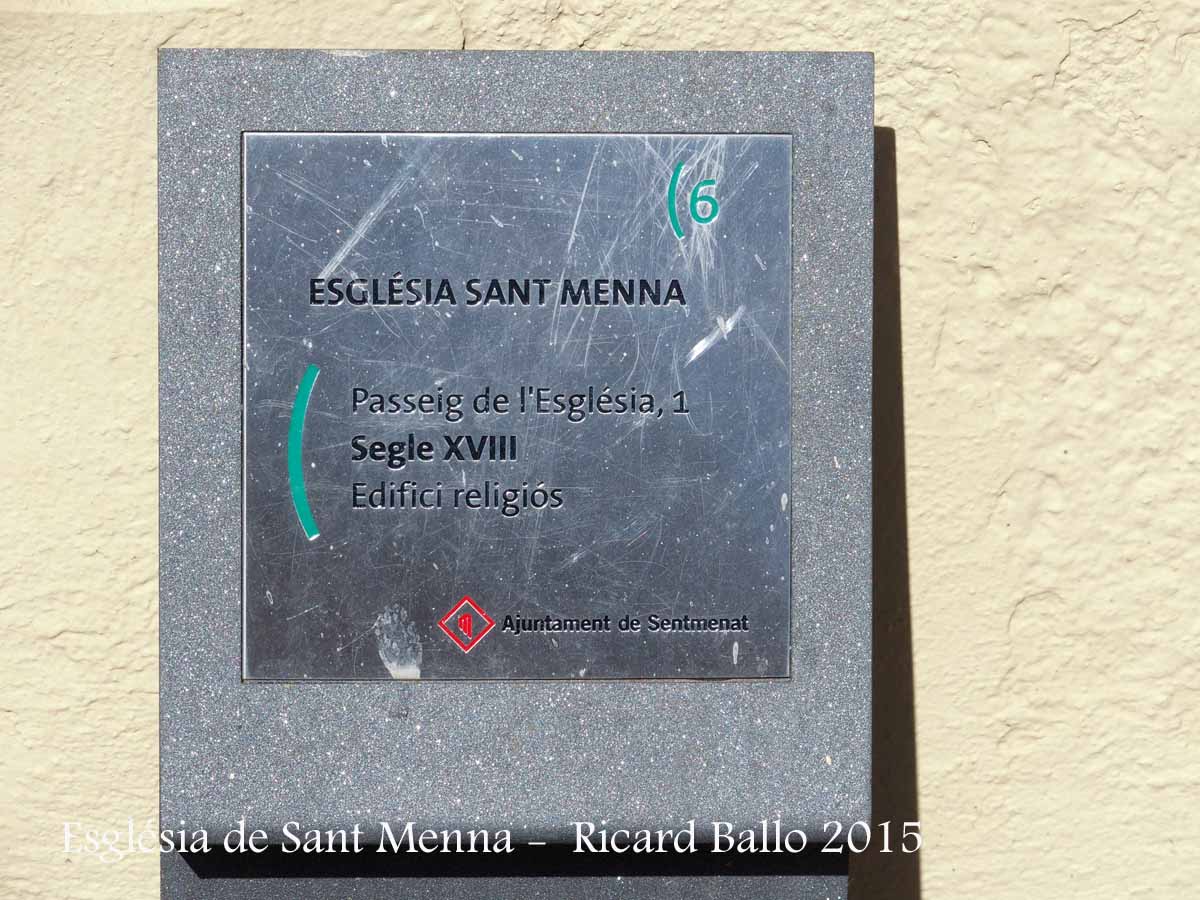 (6
ESGLÉSIA SANT MENNA
Passeig de l'Església, 1
Segle XVIII
Edifici religiós
Ajuntament de Sentmenat
Església de Sant Menna - Ricard Ballo 2015